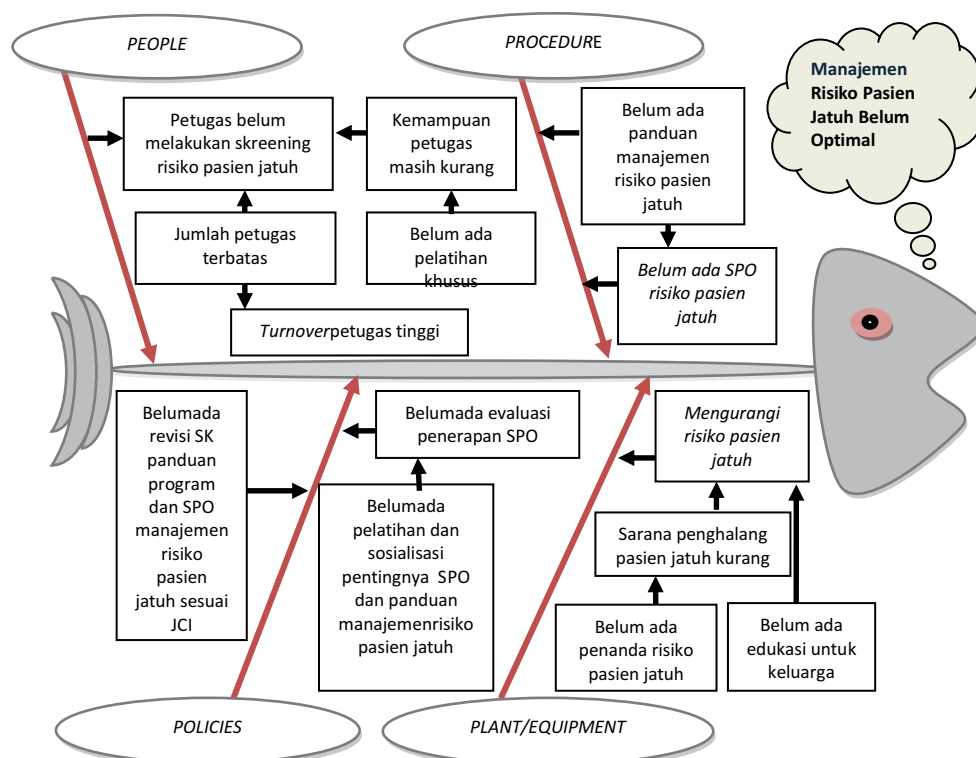 PEOPLE
PROCEDURE
Manajemen
Risiko Pasien
Jatuh Belum
Optimal
Petugas belum
melakukan skreening
risiko pasien jatuh
Kemampuan
petugas
masih kurang
Belum ada
panduan
manajemen
risiko pasien
jatuh
Jumlah petugas
terbatas
Belum ada
pelatihan
khusus
Belum ada SPO
risiko pasien
jatuh
Turnoverpetugas tinggi
Belumada
revisi SK
panduan
program
dan SPO
manajemen
risiko
pasien
jatuh sesuai
JCI
Belumada evaluasi
penerapan SPO
Mengurangi
risiko pasien
jatuh
Belumada
pelatihan dan
sosialisasi
pentingnya SPO
dan panduan
manajemenrisiko
pasien jatuh
Sarana penghalang
pasien jatuh kurang
Belum ada
penanda risiko
pasien jatuh
Belum ada
edukasi untuk
keluarga
POLICIES
PLANT/EQUIPMENT